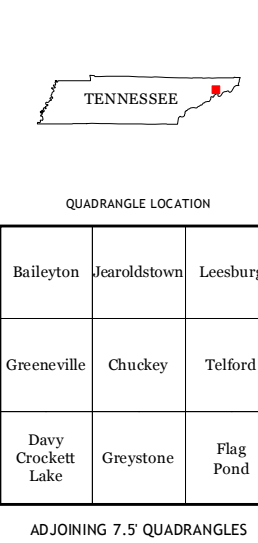 TENNESSEE
QUADRANGLE LOCATION
Baileyton Jearoldstown Leesburg
Greeneville Chuckey Telford
Davy
Crockett
Lake
Greystone
Flag
Pond
ADJOINING 7.5' QUADRANGLES